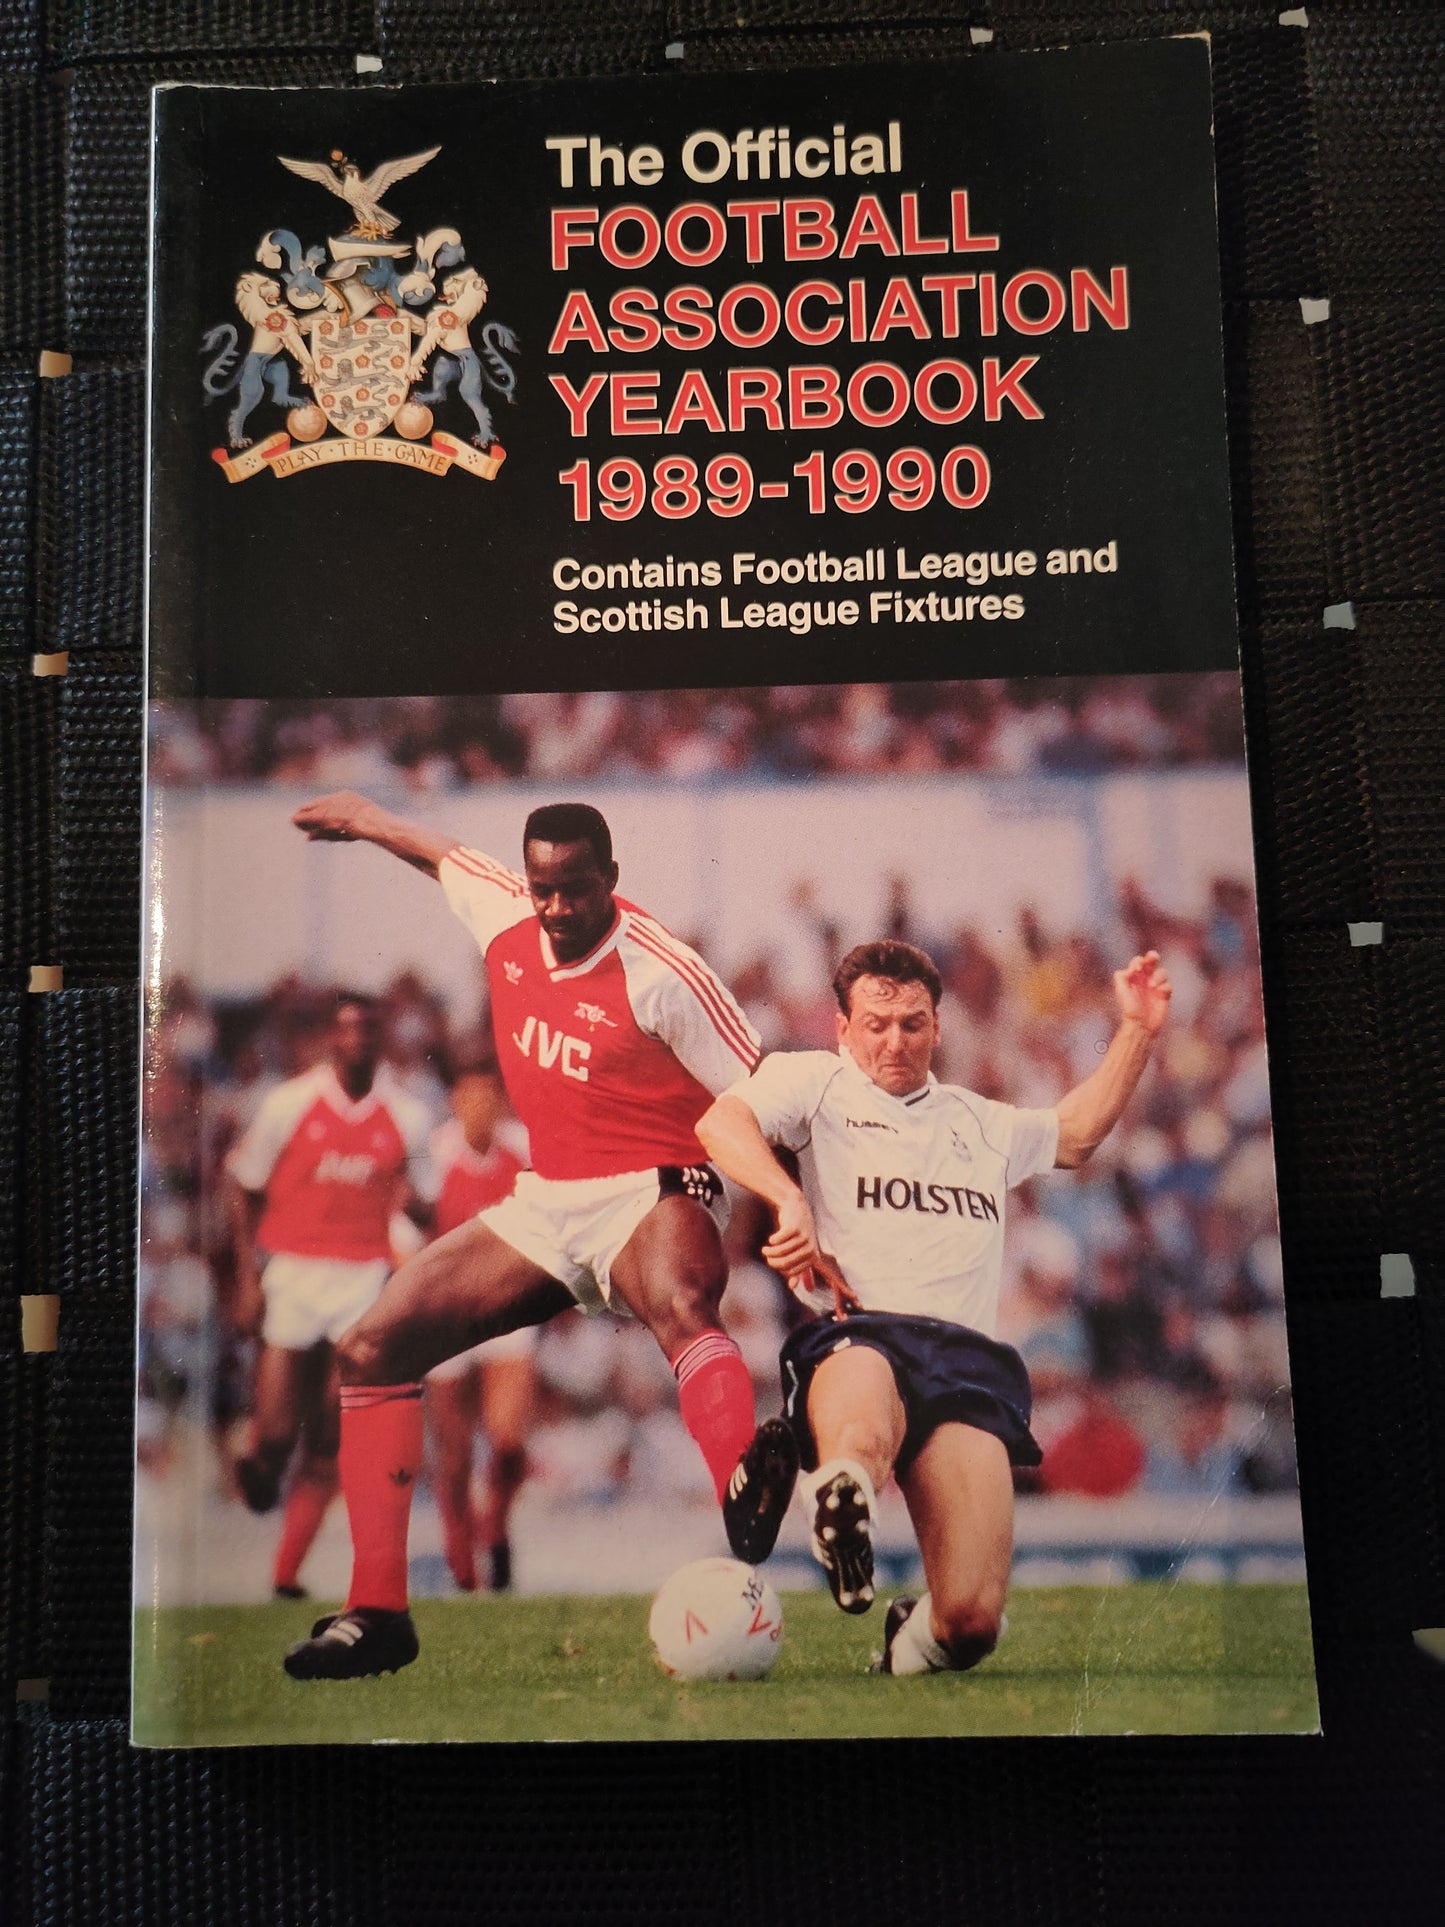 The Official
FOOTBALL
ASSOCIATION
YEARBOOK
1989-1990
PLAY·THE·GAME
Contains Football League and
Scottish League Fixtures
JVC
hummel
HOLSTEN